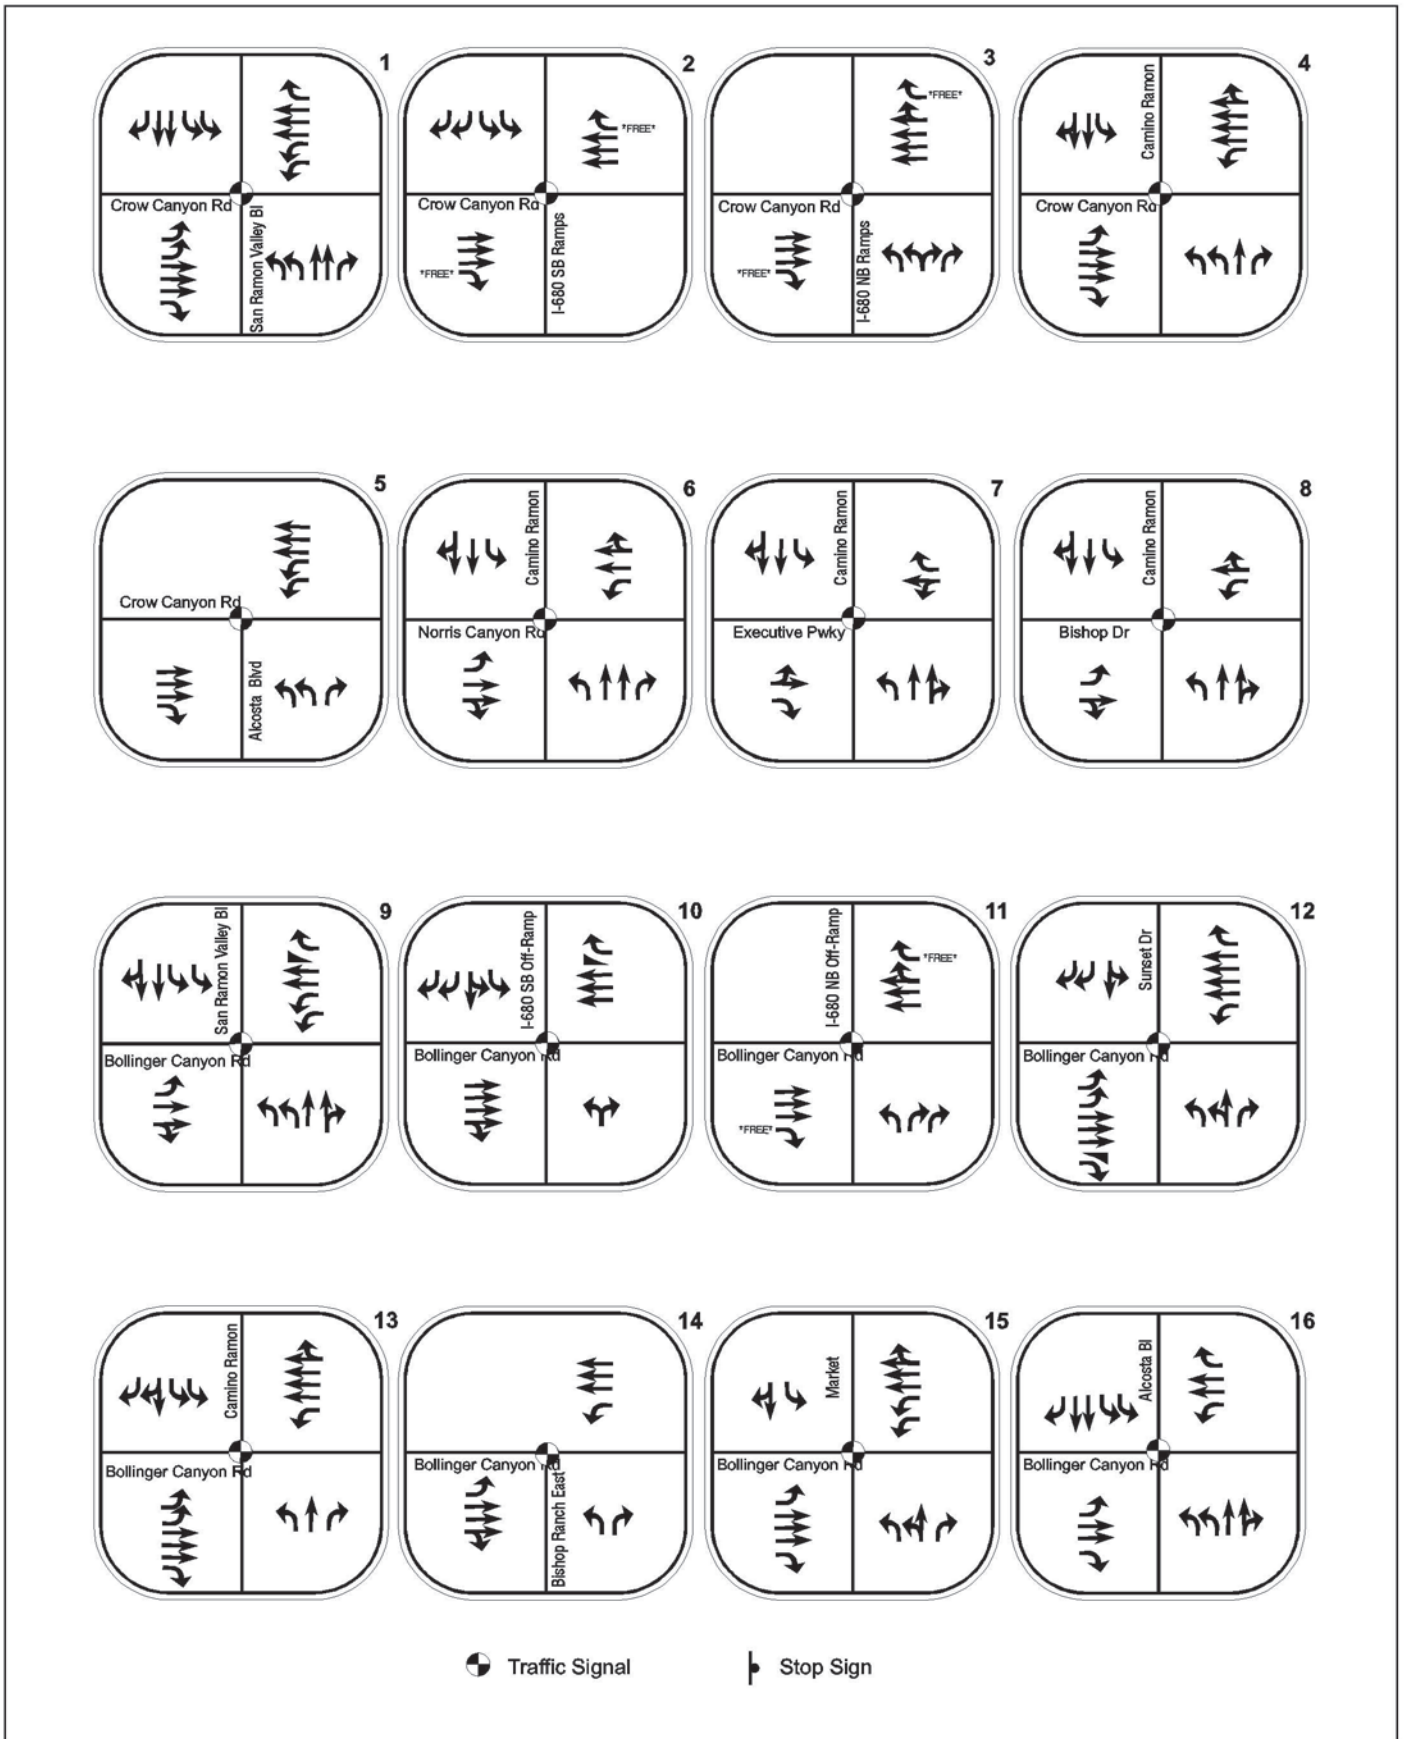 1
Crow Canyon Rd
San Ramon Valley Bl
2
*FREE*
Crow Canyon Rd
*FREE*
I-680 SB Ramps
3
*FREE*
Crow Canyon Rd
*FREE*
I-680 NB Ramps
4
Camino Ramon
Crow Canyon Rd
5
Crow Canyon Rd
Alcosta Blvd
6
Camino Ramon
Norris Canyon Rd
7
Camino Ramon
Executive Pwky
8
Camino Ramon
Bishop Dr
9
San Ramon Valley Bl
Bollinger Canyon Rd
10
I-680 SB Off-Ramp
Bollinger Canyon Rd
11
I-680 NB Off-Ramp
*FREE*
Bollinger Canyon Rd
*FREE*
12
Sunset Dr
Bollinger Canyon Rd
13
Camino Ramon
Bollinger Canyon Rd
14
Bollinger Canyon Rd
Bishop Ranch East
15
Market
Bollinger Canyon Rd
16
Alcosta Bl
Bollinger Canyon Rd
Traffic Signal
Stop Sign